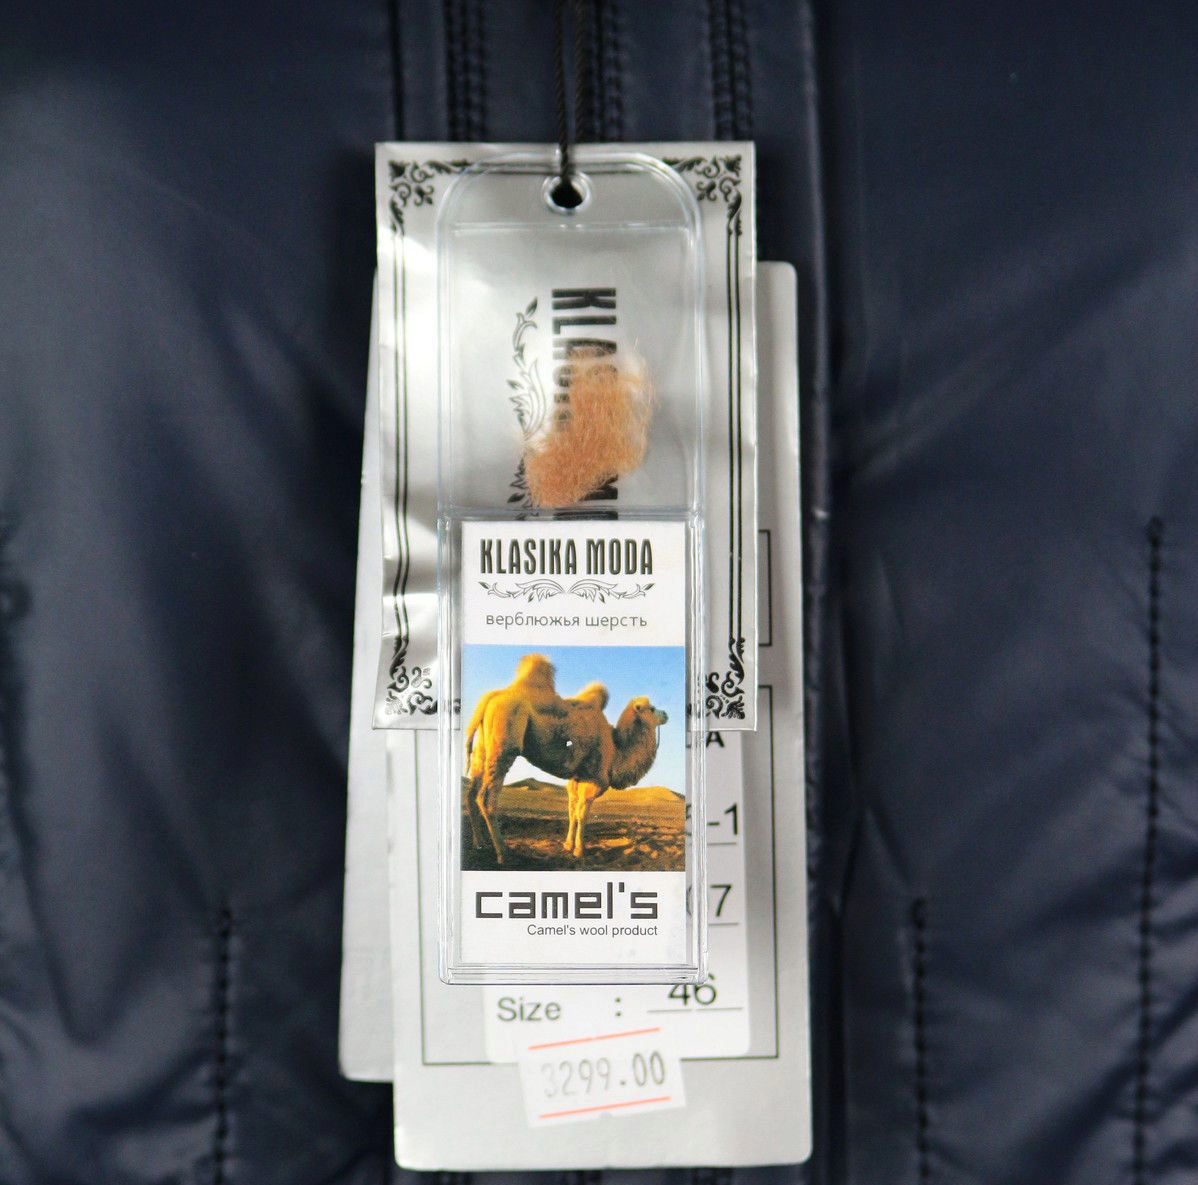 KLASIKA MODA
верблюжья шерсть
camel's
Camel's wool product
Size : 46
3299.00